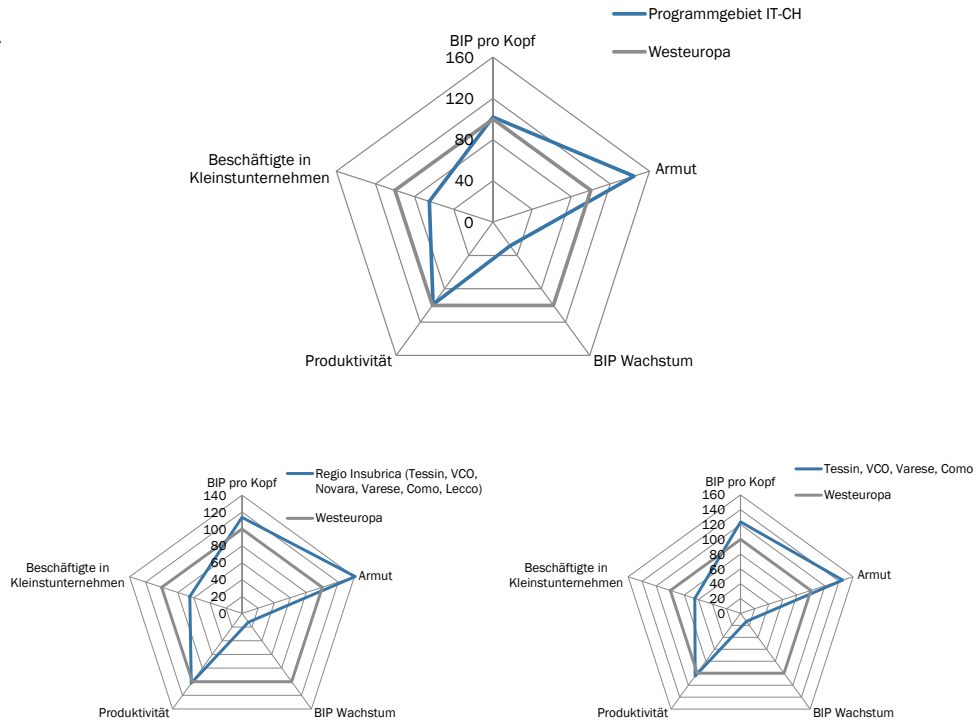 Programmgebiet IT-CH
Westeuropa
BIP pro Kopf
160
120
80
40
0
Armut
BIP Wachstum
Produktivität
Beschäftigte in
Kleinstunternehmen
Regio Insubrica (Tessin, VCO,
Novara, Varese, Como, Lecco)
Westeuropa
BIP pro Kopf
140
120
100
80
60
40
20
0
Armut
BIP Wachstum
Produktivität
Beschäftigte in
Kleinstunternehmen
Tessin, VCO, Varese, Como
Westeuropa
BIP pro Kopf
160
140
120
100
80
60
40
20
0
Armut
BIP Wachstum
Produktivität
Beschäftigte in
Kleinstunternehmen